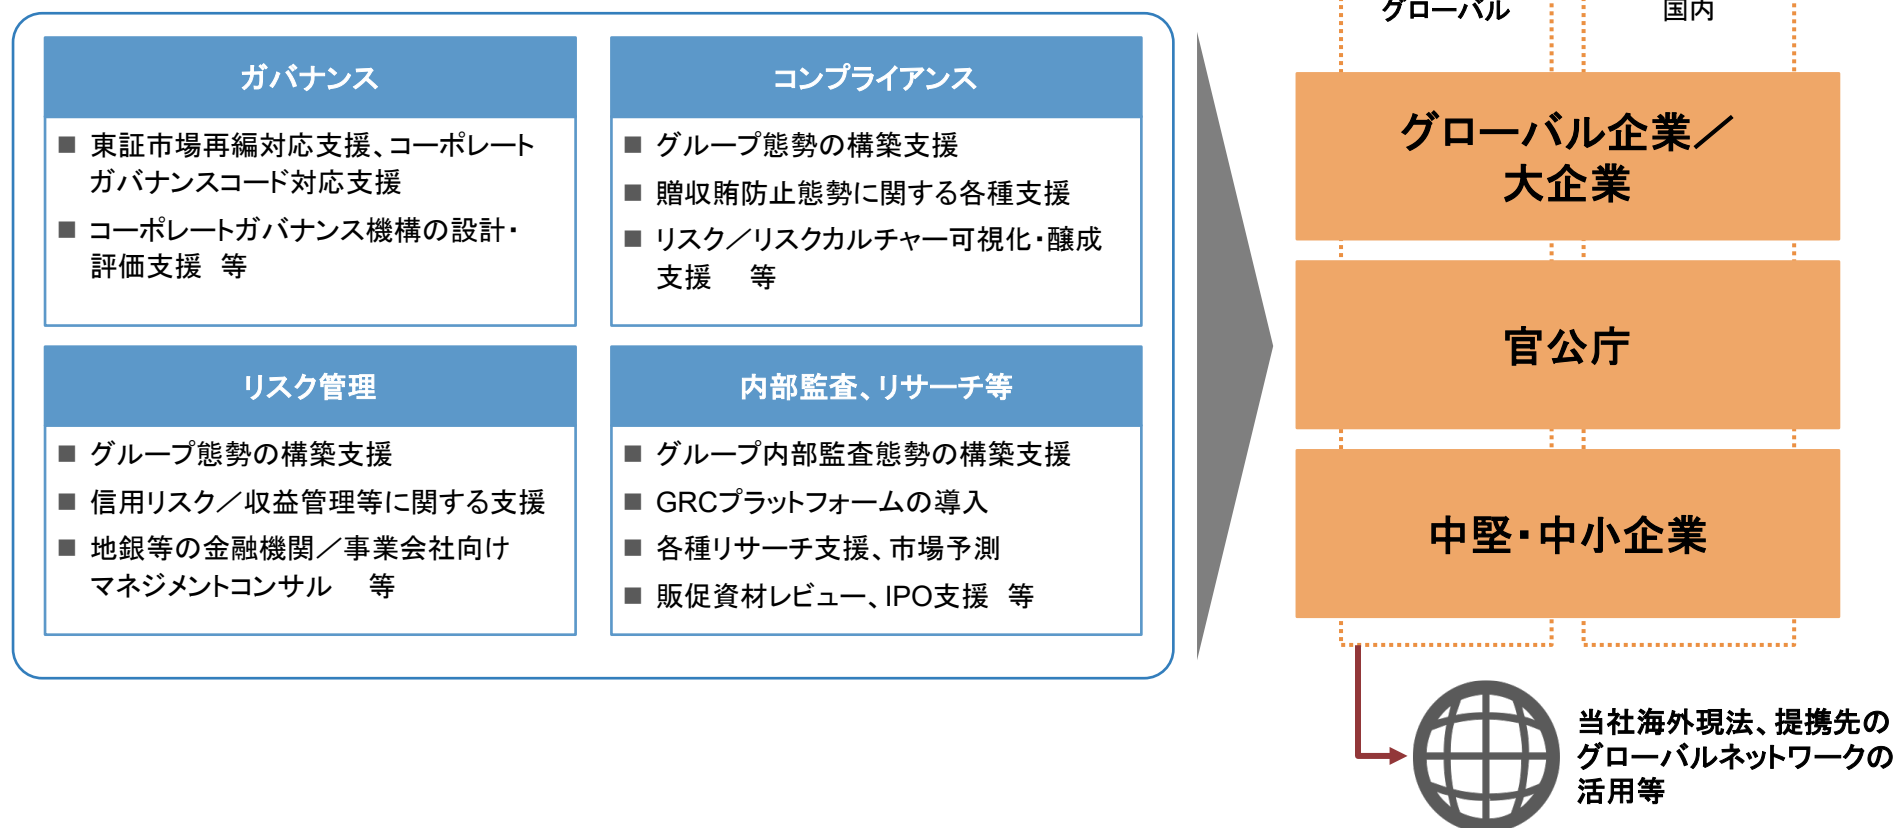 ガバナンス
■ 東証市場再編対応支援、コーポレート
ガバナンスコード対応支援
■ コーポレートガバナンス機構の設計・
評価支援　等
コンプライアンス
■ グループ態勢の構築支援
■ 贈収賄防止態勢に関する各種支援
■ リスク／リスクカルチャー可視化・醸成
支援　等
リスク管理
■ グループ態勢の構築支援
■ 信用リスク／収益管理等に関する支援
■ 地銀等の金融機関／事業会社向け
マネジメントコンサル　等
内部監査、リサーチ等
■ グループ内部監査態勢の構築支援
■ GRCプラットフォームの導入
■ 各種リサーチ支援、市場予測
■ 販促資材レビュー、IPO支援　等
グローバル
国内
グローバル企業／
大企業
官公庁
中堅・中小企業
当社海外現法、提携先の
グローバルネットワークの
活用等